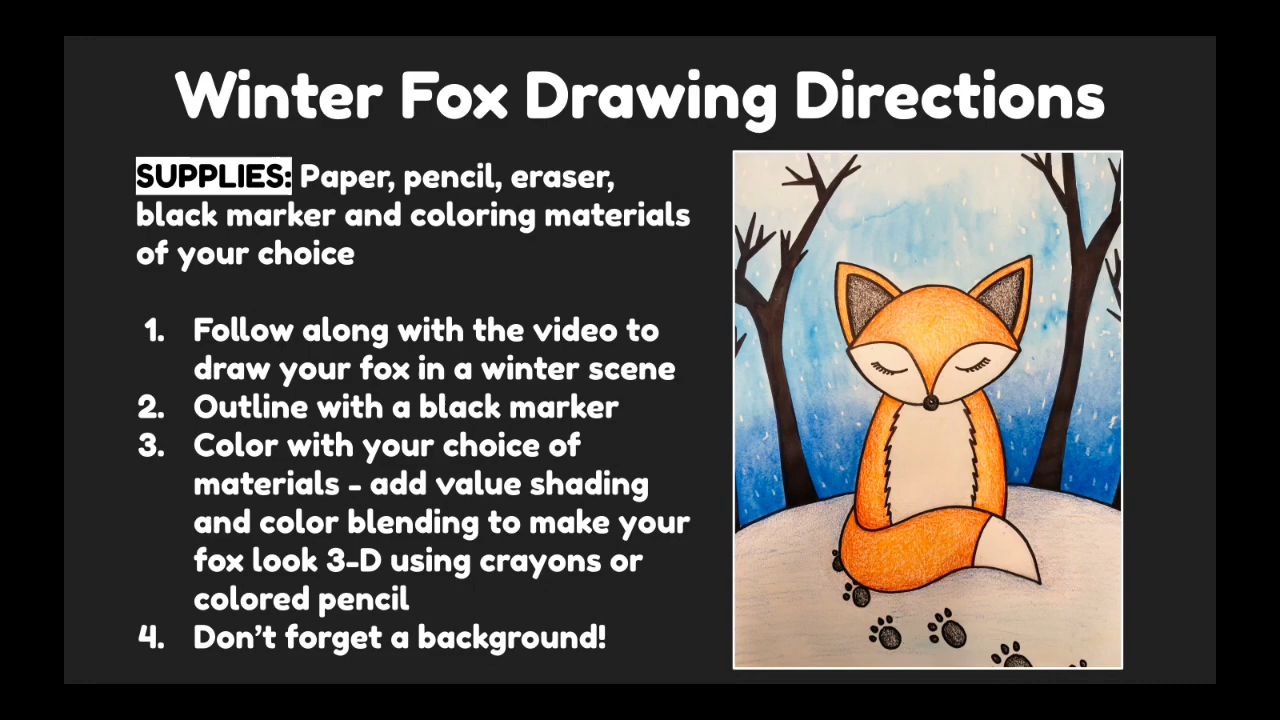 Winter Fox Drawing Directions
SUPPLIES: Paper, pencil, eraser,
black marker and coloring materials
of your choice
1. Follow along with the video to
draw your fox in a winter scene
2. Outline with a black marker
3. Color with your choice of
materials - add value shading
and color blending to make your
fox look 3-D using crayons or
colored pencil
4. Don’t forget a background!